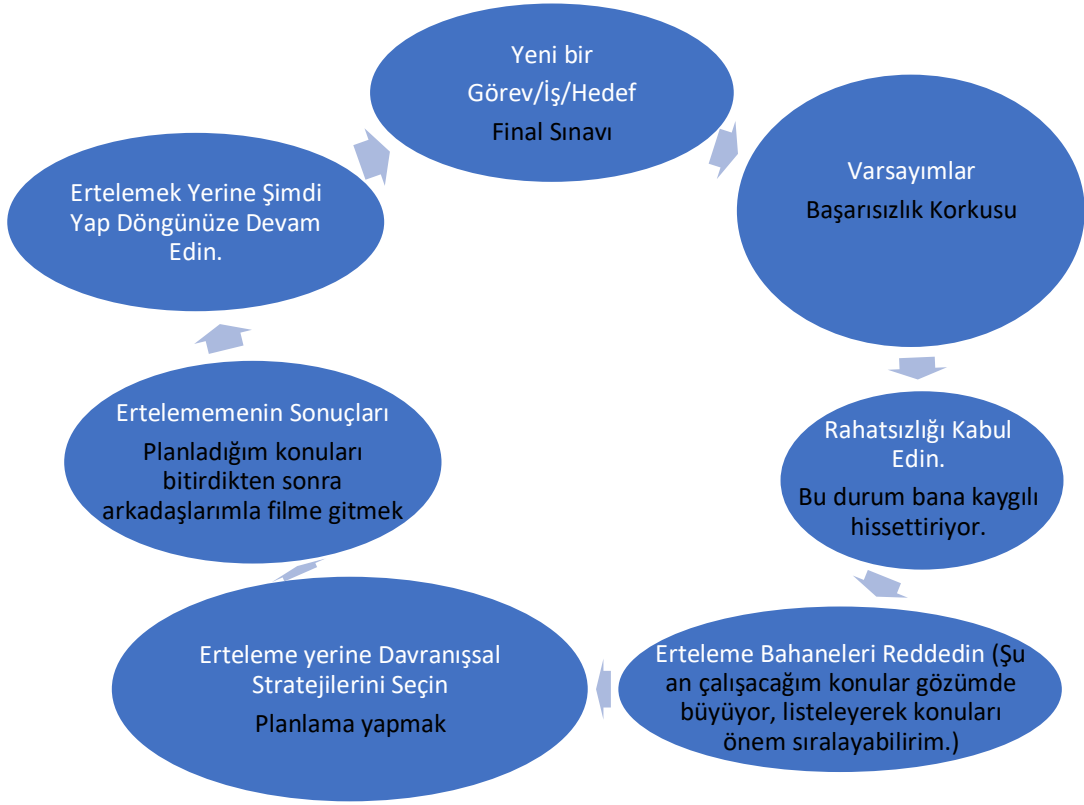 Yeni bir
Görev/İş/Hedef
Final Sınavı
Varsayımlar
Başarısızlık Korkusu
Rahatsızlığı Kabul
Edin.
Bu durum bana kaygılı
hissettiriyor.
Erteleme Bahaneleri Reddedin (Şu
an çalışacağım konular gözümde
büyüyor, listeleyerek konuları
önem sıralayabilirim.)
Erteleme yerine Davranışsal
Stratejilerini Seçin
Planlama yapmak
Ertelememenin Sonuçları
Planladığım konuları
bitirdikten sonra
arkadaşlarımla filme gitmek
Ertelemek Yerine Şimdi
Yap Döngünüze Devam
Edin.